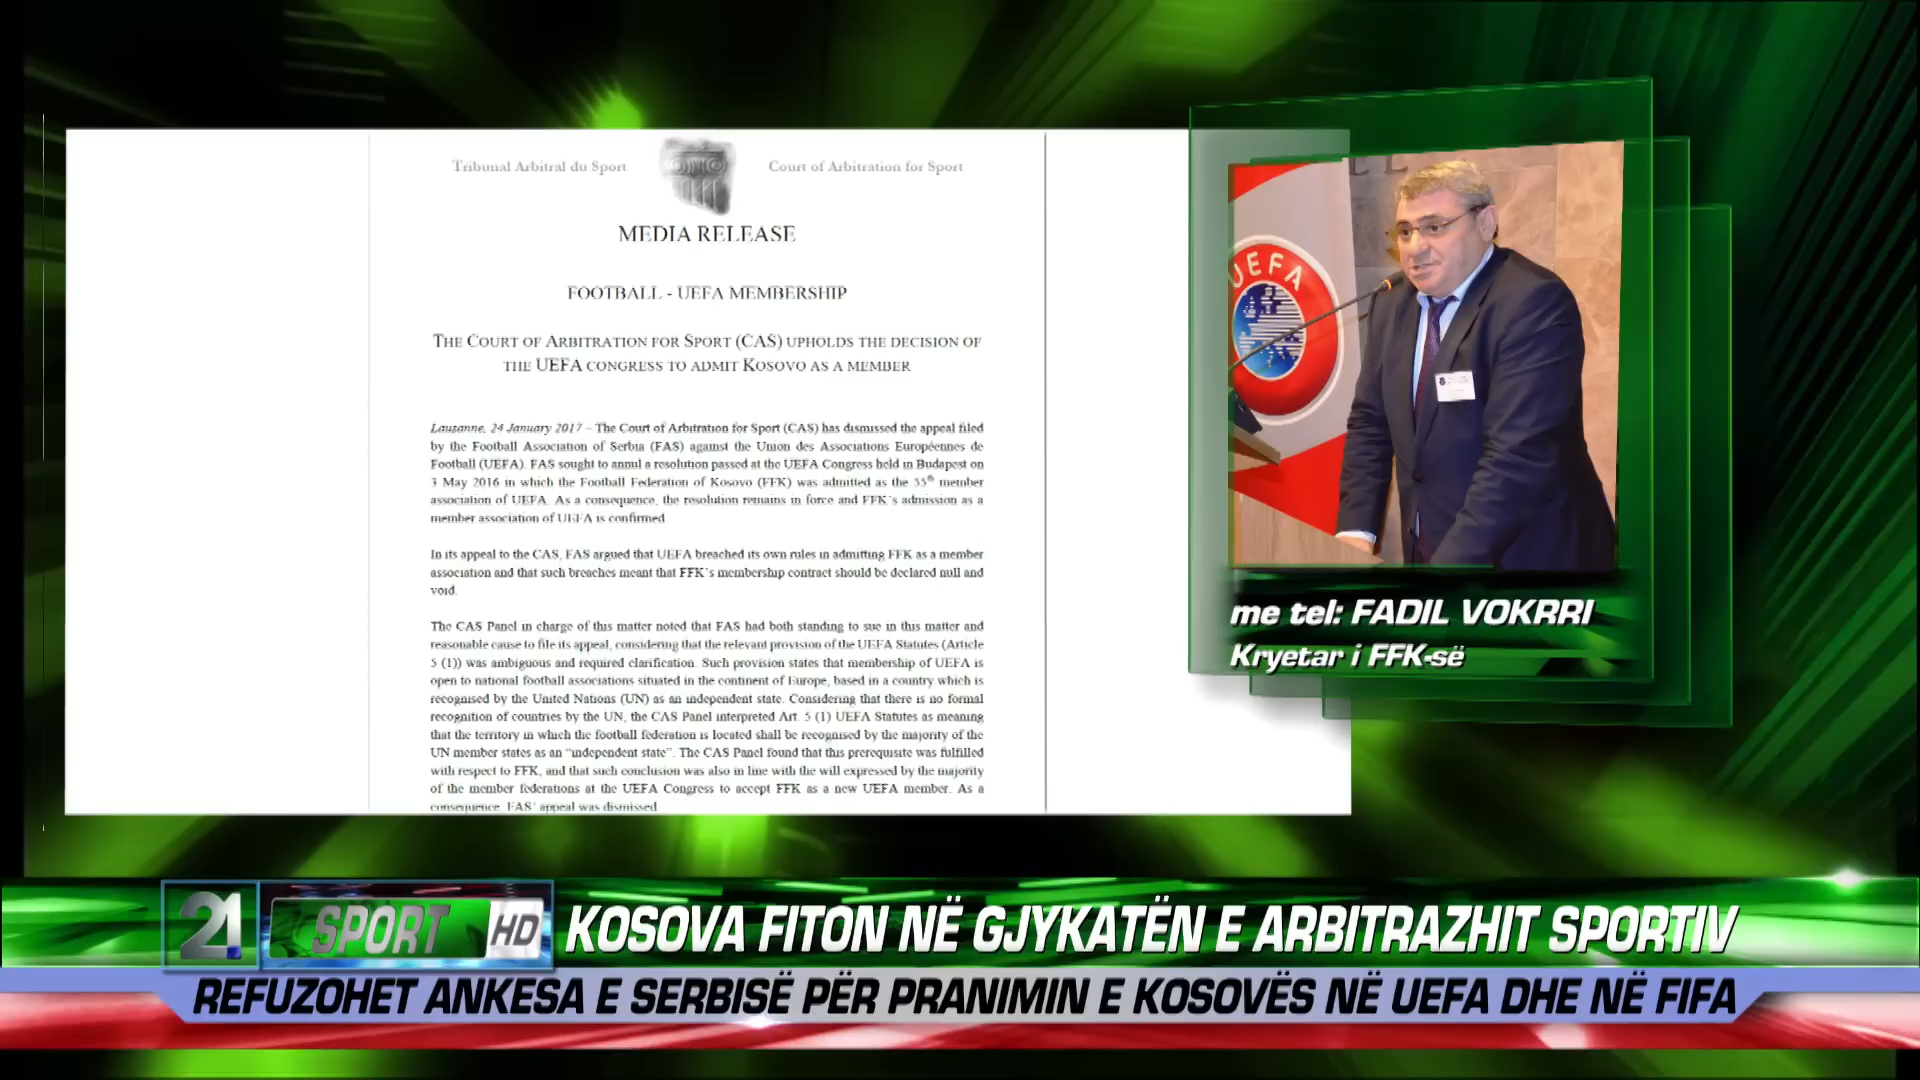 Tribunal Arbitral du Sport
Court of Arbitration for Sport
MEDIA RELEASE
FOOTBALL - UEFA MEMBERSHIP
THE COURT OF ARBITRATION FOR SPORT (CAS) UPHOLDS THE DECISION OF
THE UEFA CONGRESS TO ADMIT KOSOVO AS A MEMBER
Lausanne, 24 January 2017 – The Court of Arbitration for Sport (CAS) has dismissed the appeal filed
by the Football Association of Serbia (FAS) against the Union des Associations Européennes de
Football (UEFA). FAS sought to annul a resolution passed at the UEFA Congress held in Budapest on
3 May 2016 in which the Football Federation of Kosovo (FFK) was admitted as the 55th member
association of UEFA. As a consequence, the resolution remains in force and FFK's admission as a
member association of UEFA is confirmed
In its appeal to the CAS, FAS argued that UEFA breached its own rules in admitting FFK as a member
association and that such breaches meant that FFK's membership contract should be declared null and
void.
The CAS Panel in charge of this matter noted that FAS had both standing to sue in this matter and
reasonable cause to file its appeal, considering that the relevant provision of the UEFA Statutes (Article
5 (1)) was ambiguous and required clarification. Such provision states that membership of UEFA is
open to national football associations situated in the continent of Europe, based in a country which is
recognised by the United Nations (UN) as an independent state. Considering that there is no formal
recognition of countries by the UN, the CAS Panel interpreted Art. 5 (1) UEFA Statutes as meaning
that the territory in which the football federation is located shall be recognised by the majority of the
UN member states as an "independent state". The CAS Panel found that this prerequisite was fulfilled
with respect to FFK, and that such conclusion was also in line with the will expressed by the majority
of the member federations at the UEFA Congress to accept FFK as a new UEFA member. As a
consequence, FAS' appeal was dismissed
UEFA
me tel: FADIL VOKRRI
Kryetar i FFK-së
21 SPORT HD
KOSOVA FITON NË GJYKATËN E ARBITRAZHIT SPORTIV
REFUZOHET ANKESA E SERBISË PËR PRANIMIN E KOSOVËS NË UEFA DHE NË FIFA